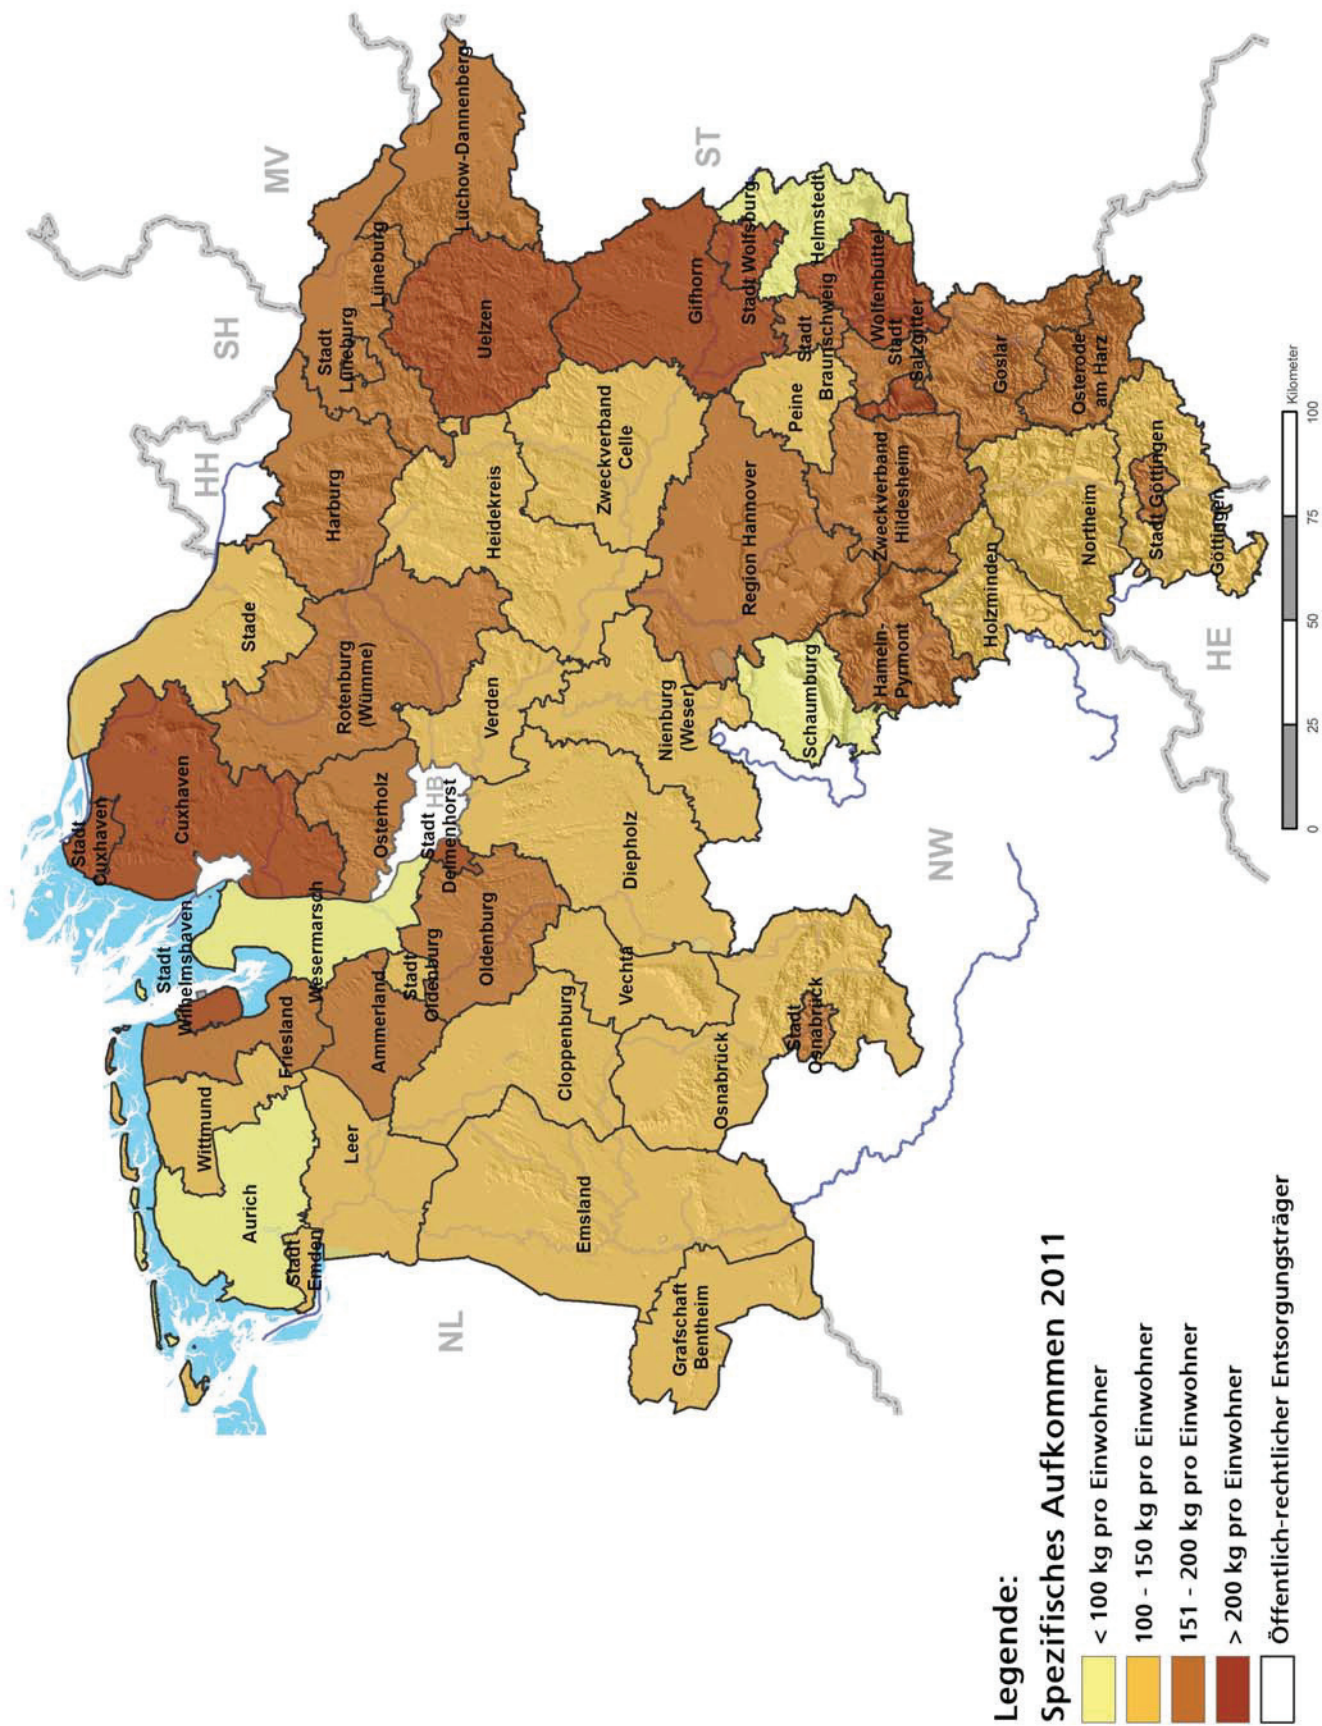 MV
SH
HH
ST
HB
NL
NW
HE
Stadt
Cuxhaven
Cuxhaven
Stade
Stadt
Wilhelmshaven
Wittmund
Aurich
Stadt
Emden
Friesland
Wesermarsch
Leer
Ammerland
Stadt
Oldenburg
Oldenburg
Stadt
Delmenhorst
Osterholz
Rotenburg
(Wümme)
Harburg
Stadt
Lüneburg
Lüneburg
Lüchow-Dannenberg
Uelzen
Heidekreis
Verden
Zweckverband
Celle
Gifhorn
Stadt Wolfsburg
Helmstedt
Emsland
Cloppenburg
Vechta
Diepholz
Nienburg
(Weser)
Region Hannover
Peine
Stadt
Braunschweig
Wolfenbüttel
Stadt
Salzgitter
Grafschaft
Bentheim
Osnabrück
Stadt
Osnabrück
Schaumburg
Hameln-
Pyrmont
Zweckverband
Hildesheim
Goslar
Holzminden
Northeim
Osterode
am Harz
Stadt Göttingen
Göttingen
0
25
50
75
100
Kilometer
Legende:
Spezifisches Aufkommen 2011
< 100 kg pro Einwohner
100 - 150 kg pro Einwohner
151 - 200 kg pro Einwohner
> 200 kg pro Einwohner
Öffentlich-rechtlicher Entsorgungsträger